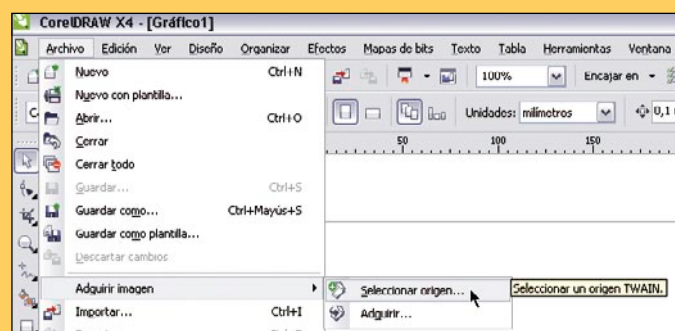 CorelDRAW X4 - [Gráfico1]
Archivo Edición Ver Diseño Organizar Efectos Mapas de bits Texto Tabla Herramientas Ventana
Nuevo Ctrl+N
100% Encajar en
Nuevo con plantilla...
Abrir... Ctrl+O
Unidades: milímetros 0,1
Cerrar
50 100 150
Cerrar todo
Guardar... Ctrl+S
Guardar como... Ctrl+Mayús+S
Guardar como plantilla...
Descartar cambios
Adquirir imagen
Seleccionar origen...
Seleccionar un origen TWAIN.
Importar... Ctrl+I
Adquirir...